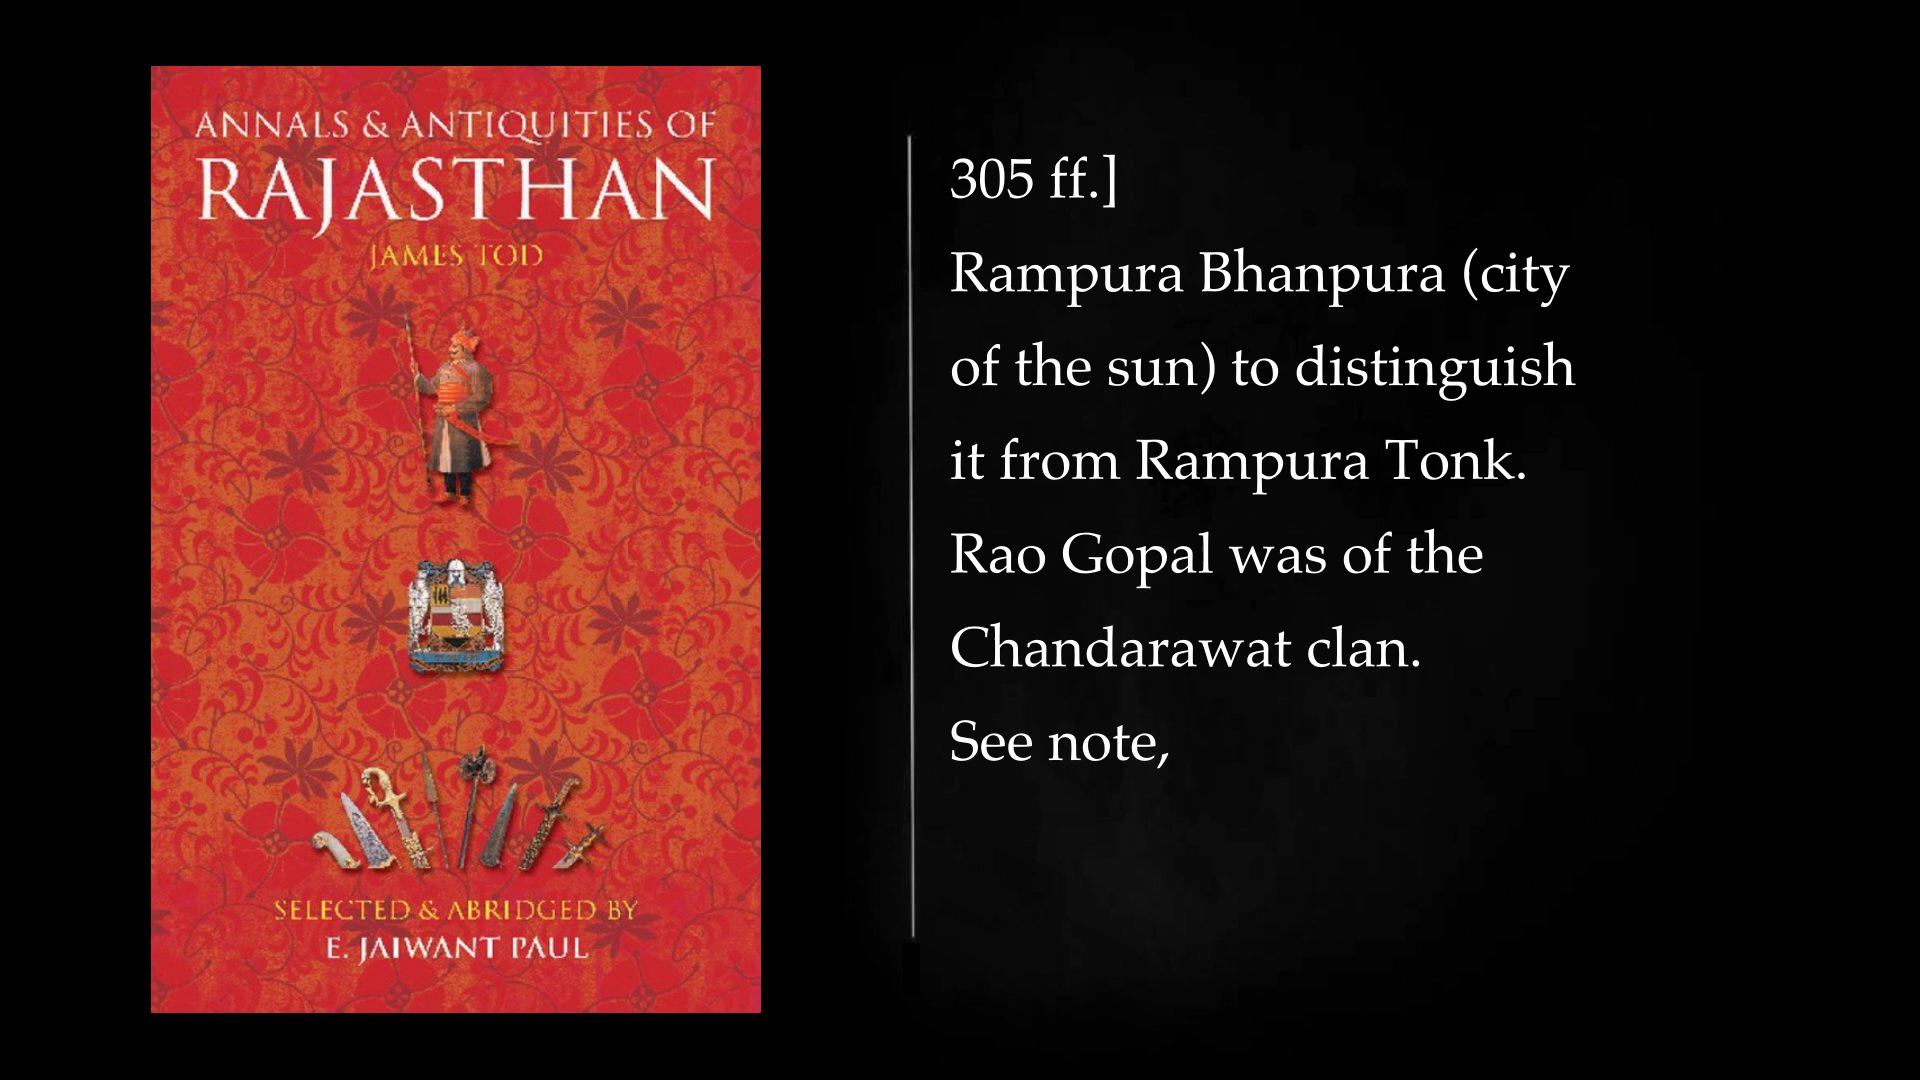 ANNALS & ANTIQUITIES OF
RAJASTHAN
JAMES TOD
SELECTED & ABRIDGED BY
E. JAIWANT PAUL
305 ff.]
Rampura Bhanpura (city
of the sun) to distinguish
it from Rampura Tonk.
Rao Gopal was of the
Chandarawat clan.
See note,